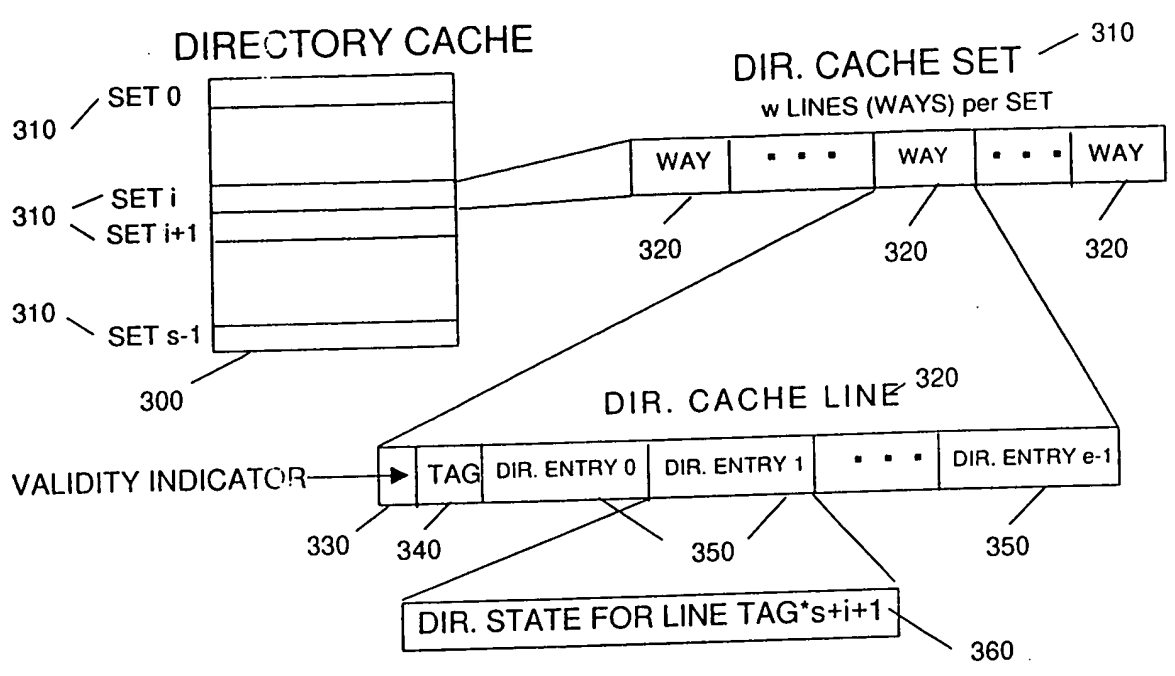 DIRECTORY CACHE
310
DIR. CACHE SET
w LINES (WAYS) per SET
SET 0
310
WAY
• • •
WAY
• • •
WAY
SET i
310
SET i+1
320
320
320
310
SET s-1
300
DIR. CACHE LINE
320
VALIDITY INDICATOR
TAG
DIR. ENTRY 0
DIR. ENTRY 1
• • •
DIR. ENTRY e-1
330
340
350
350
DIR. STATE FOR LINE TAG*s+i+1
360